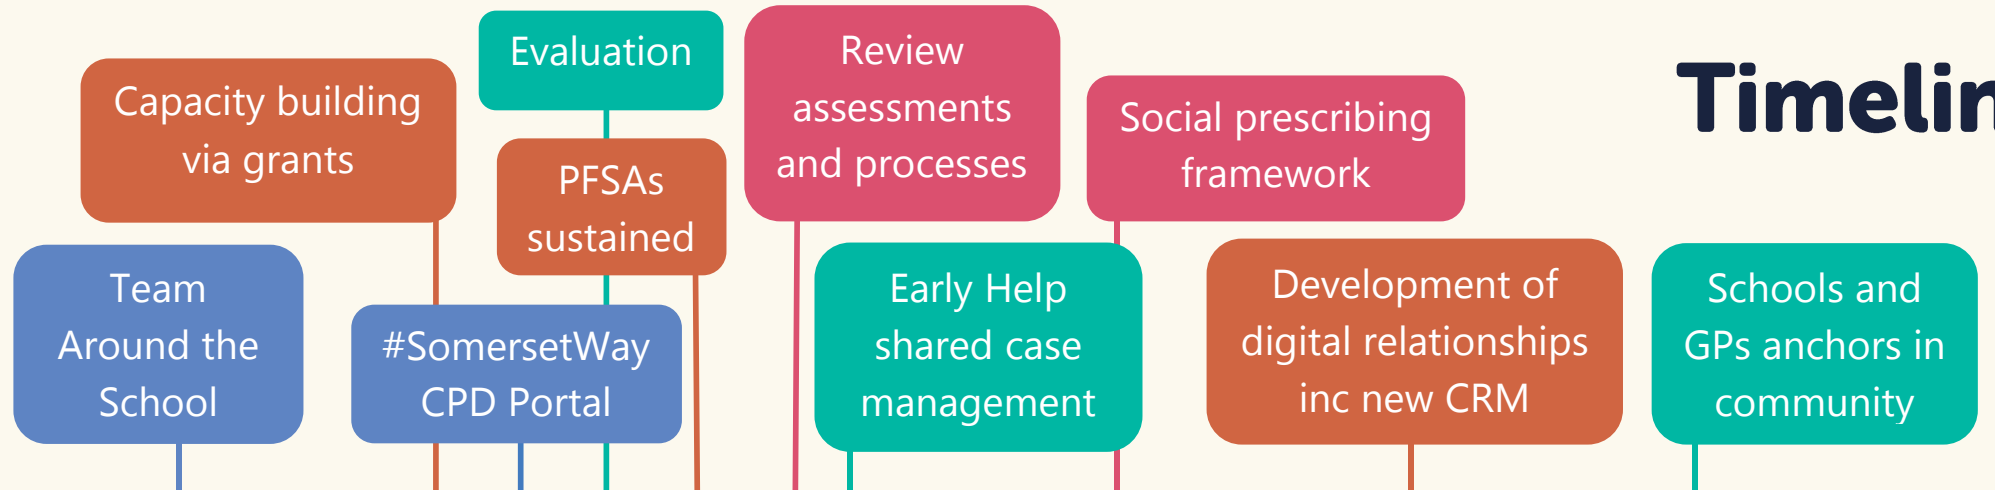 Timelin
Capacity building
via grants
Evaluation
PFSAs
sustained
Review
assessments
and processes
Social prescribing
framework
Team
Around the
School
#SomersetWay
CPD Portal
Early Help
shared case
management
Development of
digital relationships
inc new CRM
Schools and
GPs anchors in
community